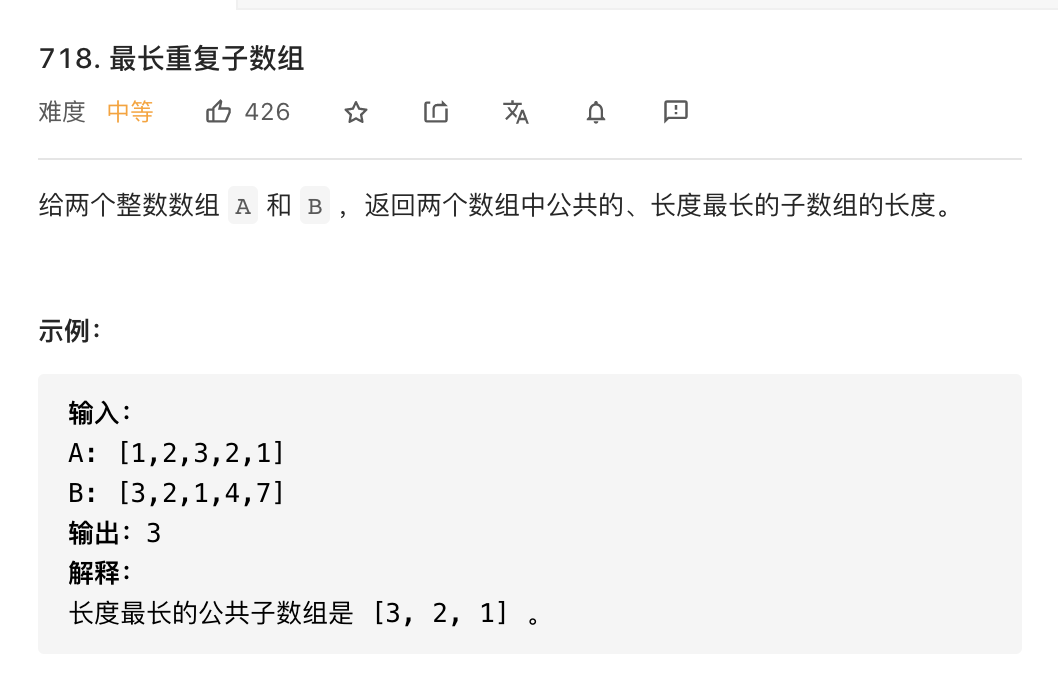 718. 最长重复子数组
难度 中等 426
给两个整数数组 A 和 B ，返回两个数组中公共的、长度最长的子数组的长度。
示例：
输入：
A: [1,2,3,2,1]
B: [3,2,1,4,7]
输出：3
解释：
长度最长的公共子数组是 [3, 2, 1] 。